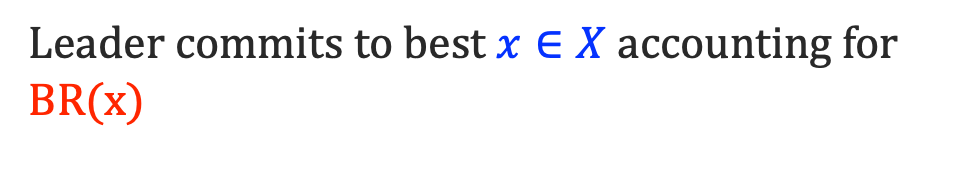 Leader commits to best x ∈ X accounting for
BR(x)